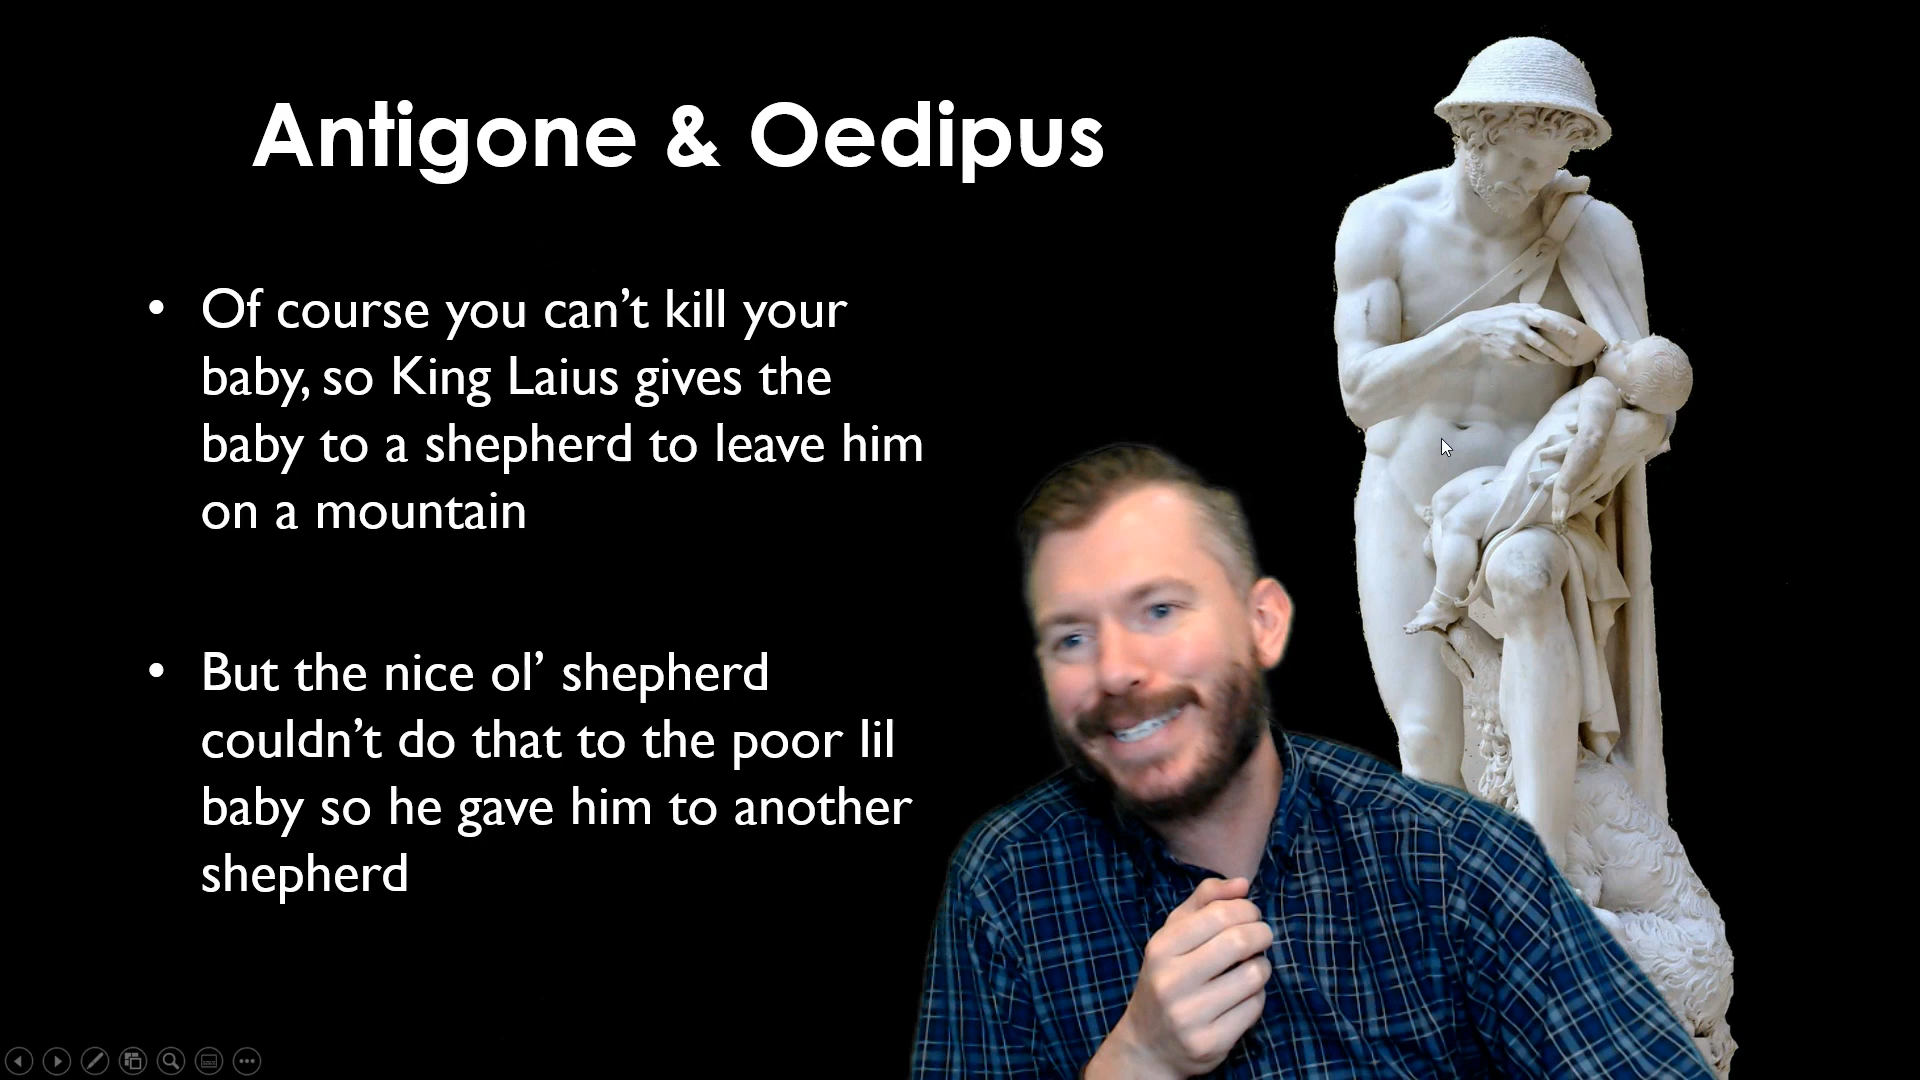 Antigone & Oedipus
• Of course you can’t kill your
baby, so King Laius gives the
baby to a shepherd to leave him
on a mountain
• But the nice ol’ shepherd
couldn’t do that to the poor lil
baby so he gave him to another
shepherd